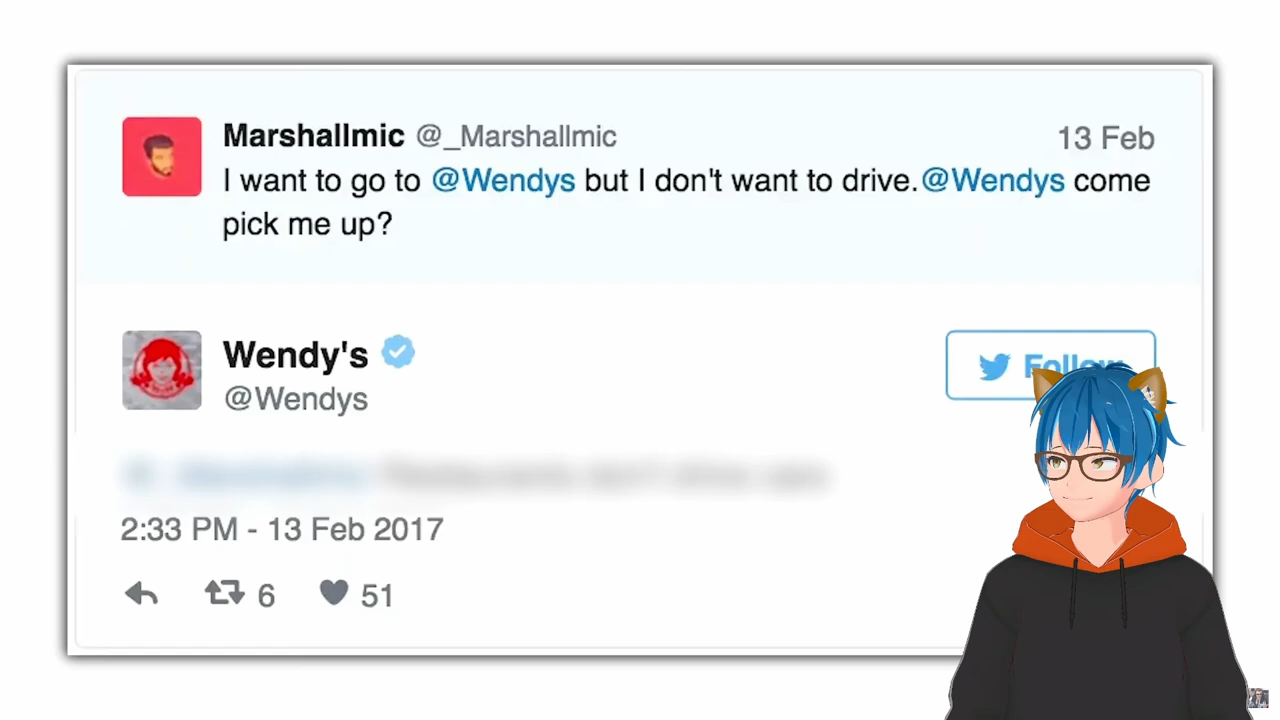 Marshallmic @_Marshallmic 13 Feb
I want to go to @Wendys but I don't want to drive.@Wendys come
pick me up?
Wendy's
Follow
@Wendys
2:33 PM - 13 Feb 2017
6 51